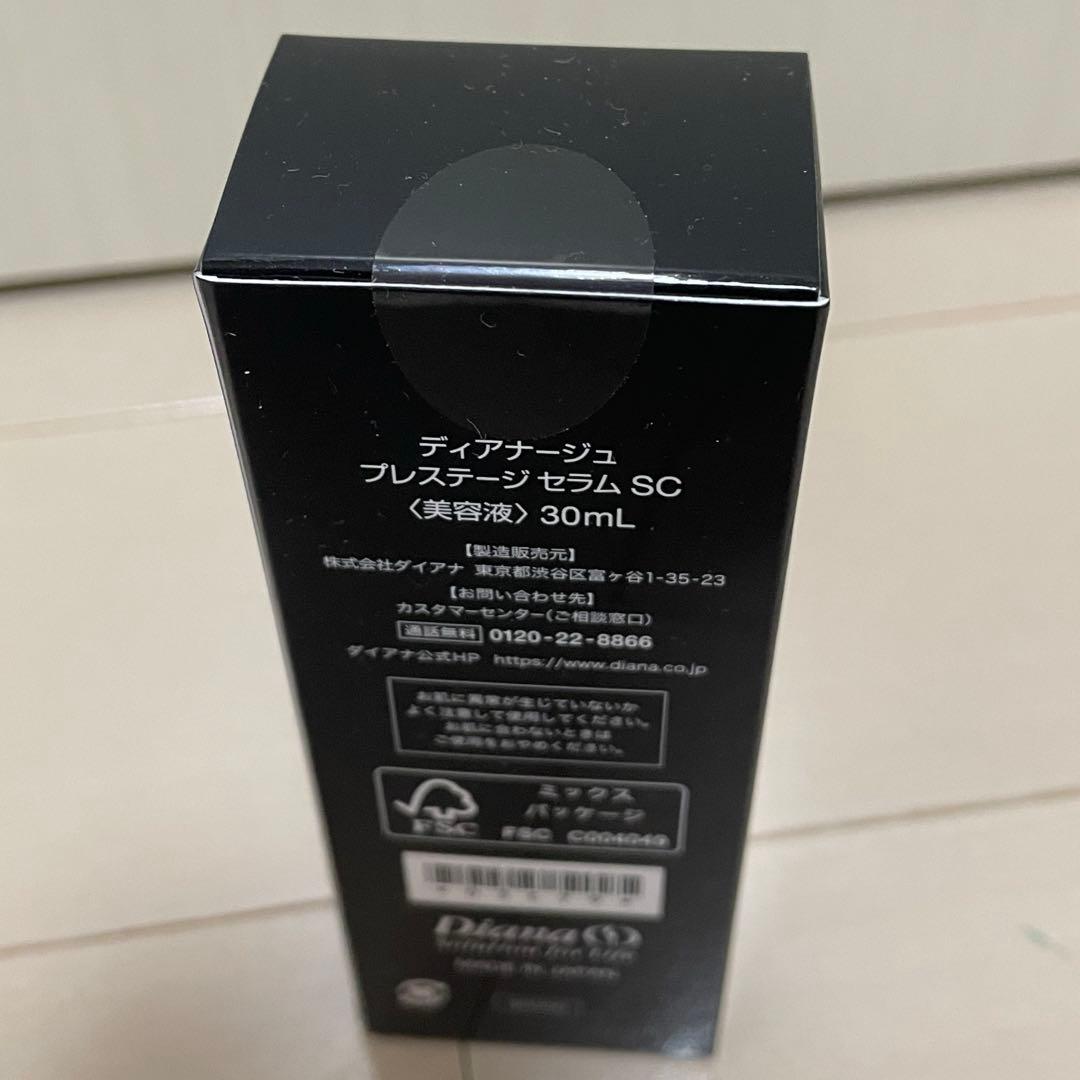 ディアナージュ
プレステージ セラム SC
〈美容液〉30mL
【製造販売元】
株式会社ダイアナ 東京都渋谷区富ヶ谷1-35-23
【お問い合わせ先】
カスタマーセンター(ご相談窓口)
通話無料 0120-22-8866
ダイアナ公式HP https://www.diana.co.jp
お肌に異常が生じていないか
よく注意して使用してください。
お肌に合わないときは
ご使用をおやめください。
ミックス
パッケージ
FSC
FSC
Diana